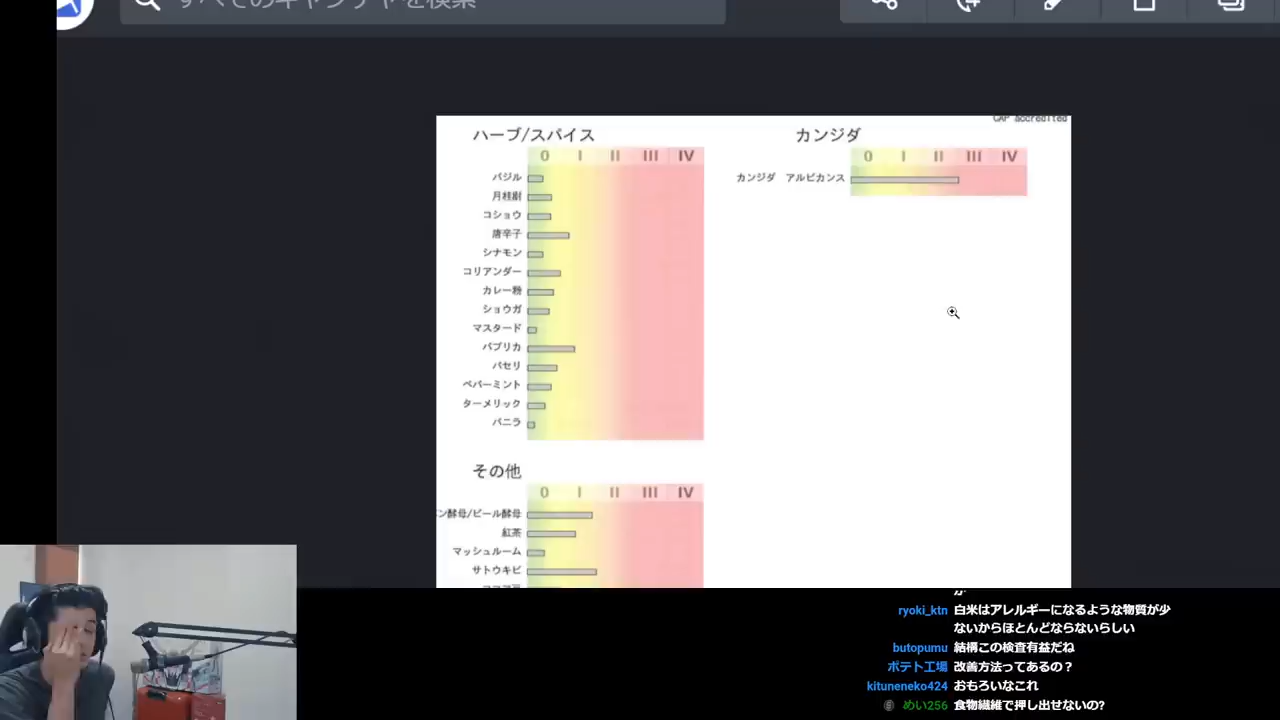 すべてのキャプチャを検索
CAP accredited
ハーブ/スパイス
0 I II III IV
バジル
月桂樹
コショウ
唐辛子
シナモン
コリアンダー
カレー粉
ショウガ
マスタード
パプリカ
パセリ
ペパーミント
ターメリック
バニラ
カンジダ
0 I II III IV
カンジダ アルビカンス
その他
0 I II III IV
ン酵母/ビール酵母
紅茶
マッシュルーム
サトウキビ
か
ryoki_ktn 白米はアレルギーになるような物質が少
ないからほとんどならないらしい
butopumu 結構この検査有益だね
ポテト工場 改善方法ってあるの？
kituneneko424 おもろいなこれ
めい256 食物繊維で押し出せないの?